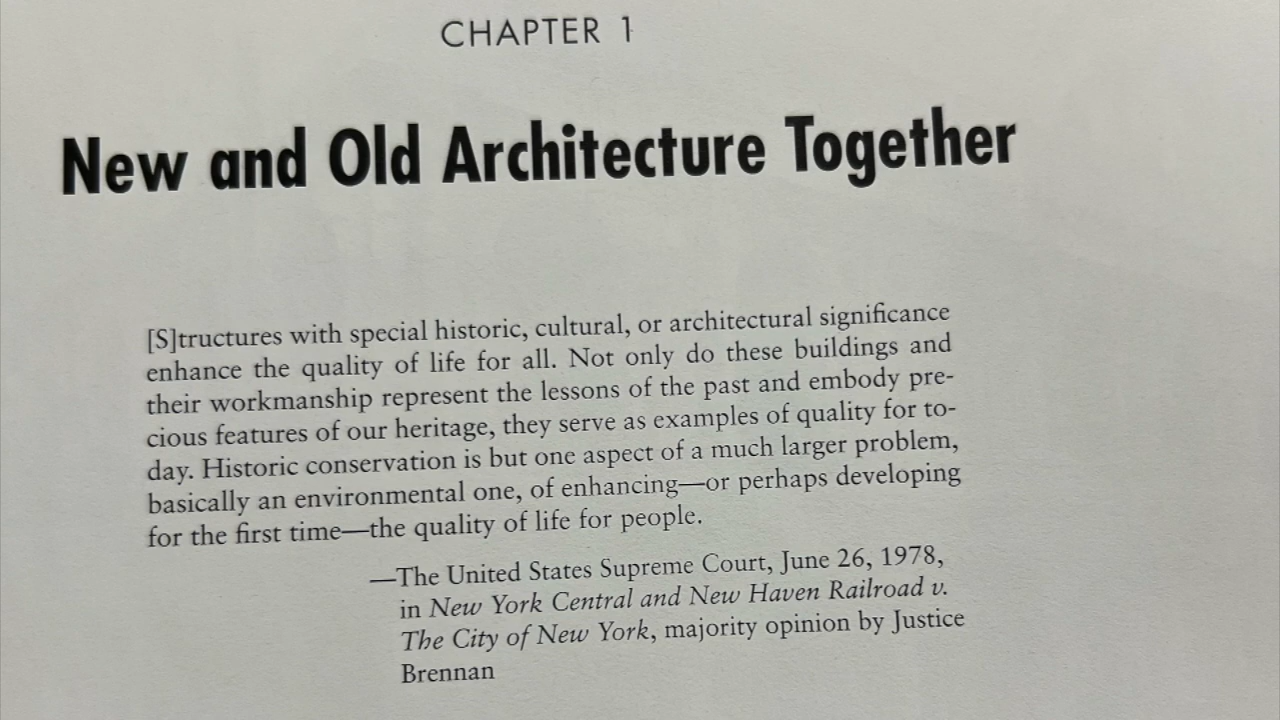 CHAPTER 1
New and Old Architecture Together
[S]tructures with special historic, cultural, or architectural significance
enhance the quality of life for all. Not only do these buildings and
their workmanship represent the lessons of the past and embody pre-
cious features of our heritage, they serve as examples of quality for to-
day. Historic conservation is but one aspect of a much larger problem,
basically an environmental one, of enhancing—or perhaps developing
for the first time—the quality of life for people.
—The United States Supreme Court, June 26, 1978,
in New York Central and New Haven Railroad v.
The City of New York, majority opinion by Justice
Brennan